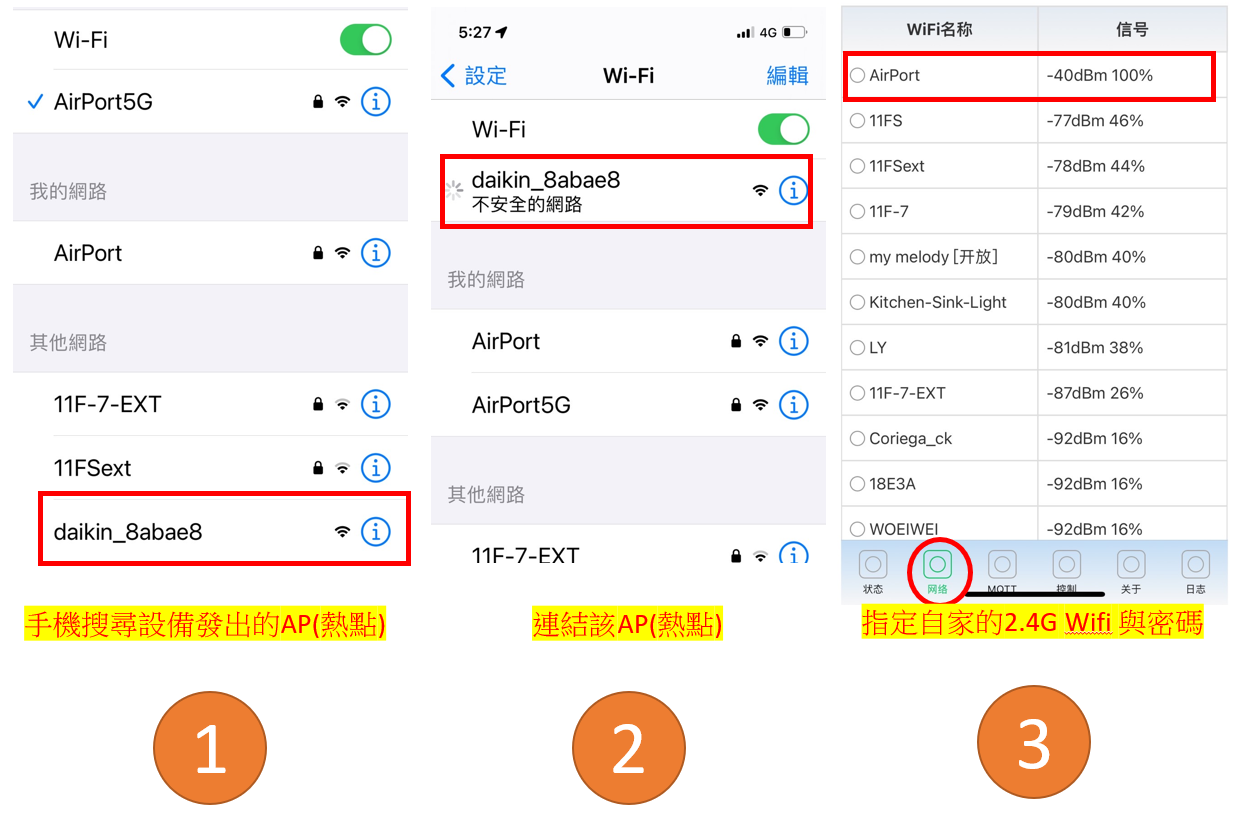 Wi-Fi
AirPort5G
我的網路
AirPort
其他網路
11F-7-EXT
11FSext
daikin_8abae8
手機搜尋設備發出的AP(熱點)
1
5:27
4G
設定
Wi-Fi
編輯
Wi-Fi
daikin_8abae8
不安全的網路
我的網路
AirPort
AirPort5G
其他網路
11F-7-EXT
連結該AP(熱點)
2
WiFi名称 信号
AirPort -40dBm 100%
11FS -77dBm 46%
11FSext -78dBm 44%
11F-7 -79dBm 42%
my melody [开放] -80dBm 40%
Kitchen-Sink-Light -80dBm 40%
LY -81dBm 38%
11F-7-EXT -87dBm 26%
Coriega_ck -92dBm 16%
18E3A -92dBm 16%
WOEIWEI -92dBm 16%
状态 网络 MQTT 控制 关于 日志
指定自家的2.4G Wifi 與密碼
3